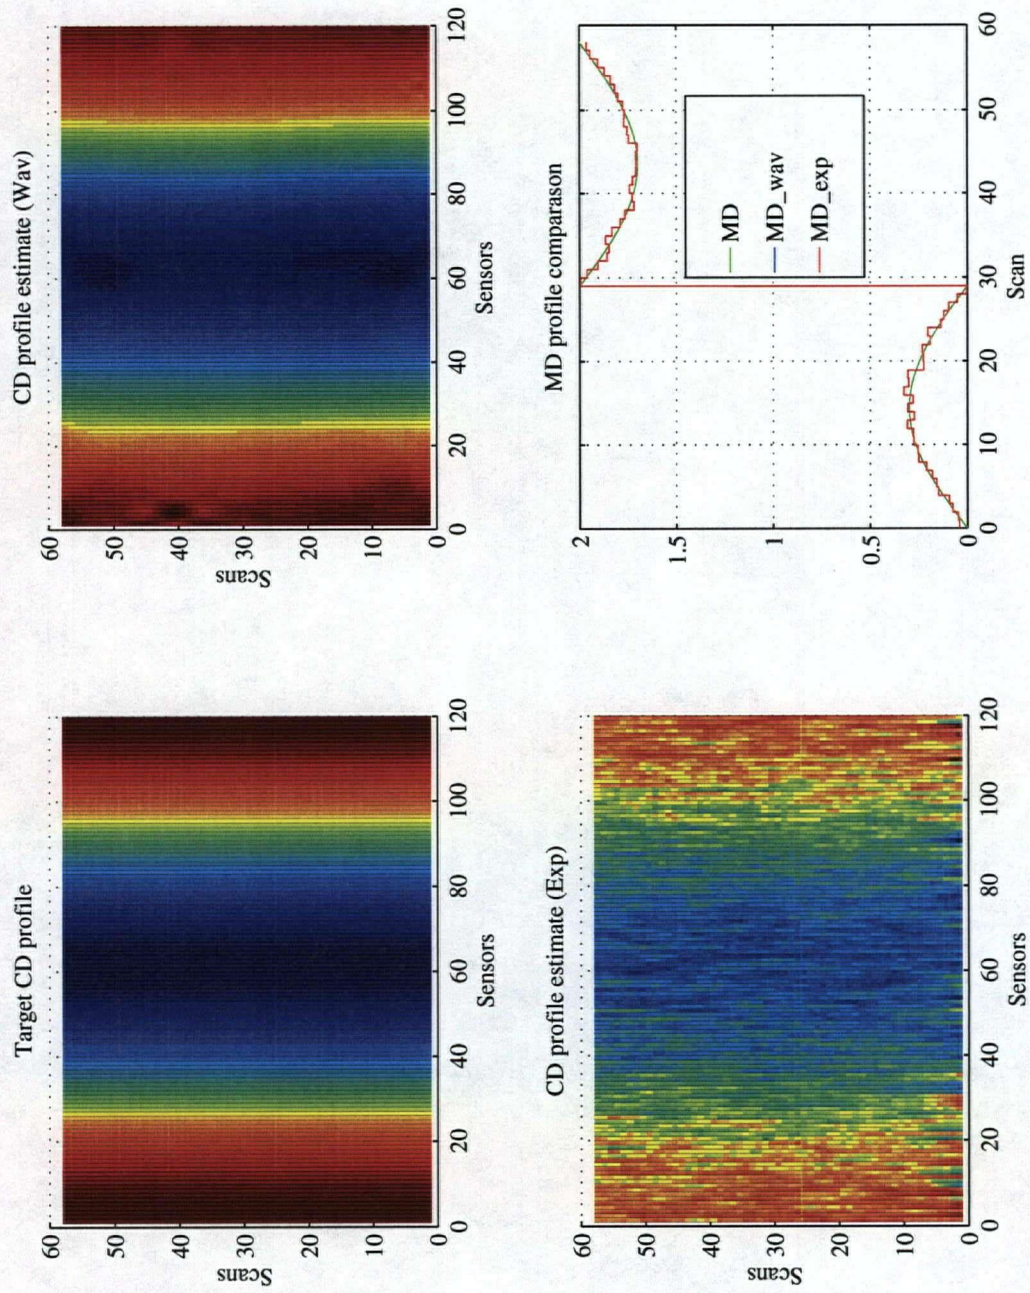 Target CD profile
60
50
40
30
20
10
0
Scans
0 20 40 60 80 100 120
Sensors
CD profile estimate (Wav)
60
50
40
30
20
10
0
Scans
0 20 40 60 80 100 120
Sensors
CD profile estimate (Exp)
60
50
40
30
20
10
0
Scans
0 20 40 60 80 100 120
Sensors
MD profile comparason
2
1.5
1
0.5
0
0 10 20 30 40 50 60
Scan
MD
MD_wav
MD_exp